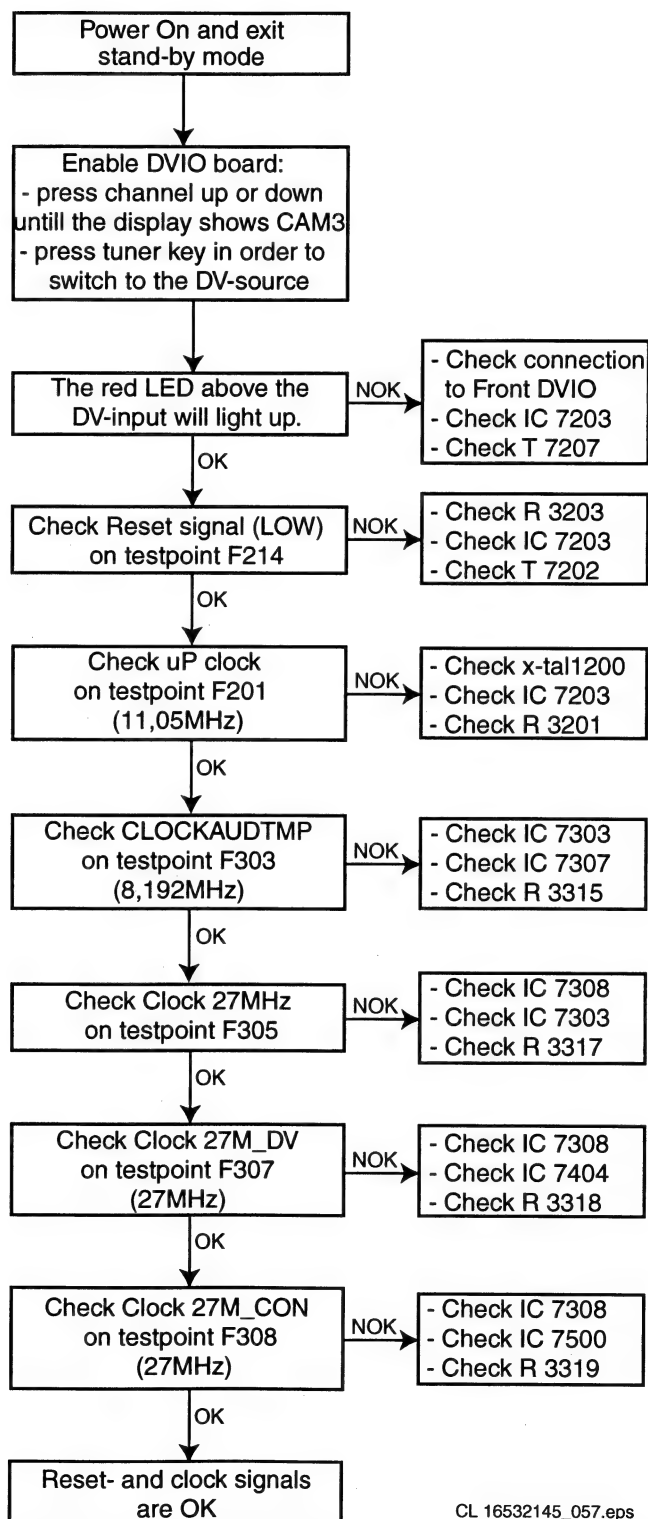 Power On and exit
stand-by mode
Enable DVIO board:
- press channel up or down
untill the display shows CAM3
- press tuner key in order to
switch to the DV-source
The red LED above the
DV-input will light up.
NOK
- Check connection
to Front DVIO
- Check IC 7203
- Check T 7207
OK
Check Reset signal (LOW)
on testpoint F214
NOK
- Check R 3203
- Check IC 7203
- Check T 7202
OK
Check uP clock
on testpoint F201
(11,05MHz)
NOK
- Check x-tal1200
- Check IC 7203
- Check R 3201
OK
Check CLOCKAUDTMP
on testpoint F303
(8,192MHz)
NOK
- Check IC 7303
- Check IC 7307
- Check R 3315
OK
Check Clock 27MHz
on testpoint F305
NOK
- Check IC 7308
- Check IC 7303
- Check R 3317
OK
Check Clock 27M_DV
on testpoint F307
(27MHz)
NOK
- Check IC 7308
- Check IC 7404
- Check R 3318
OK
Check Clock 27M_CON
on testpoint F308
(27MHz)
NOK
- Check IC 7308
- Check IC 7500
- Check R 3319
OK
Reset- and clock signals
are OK
CL 16532145_057.eps